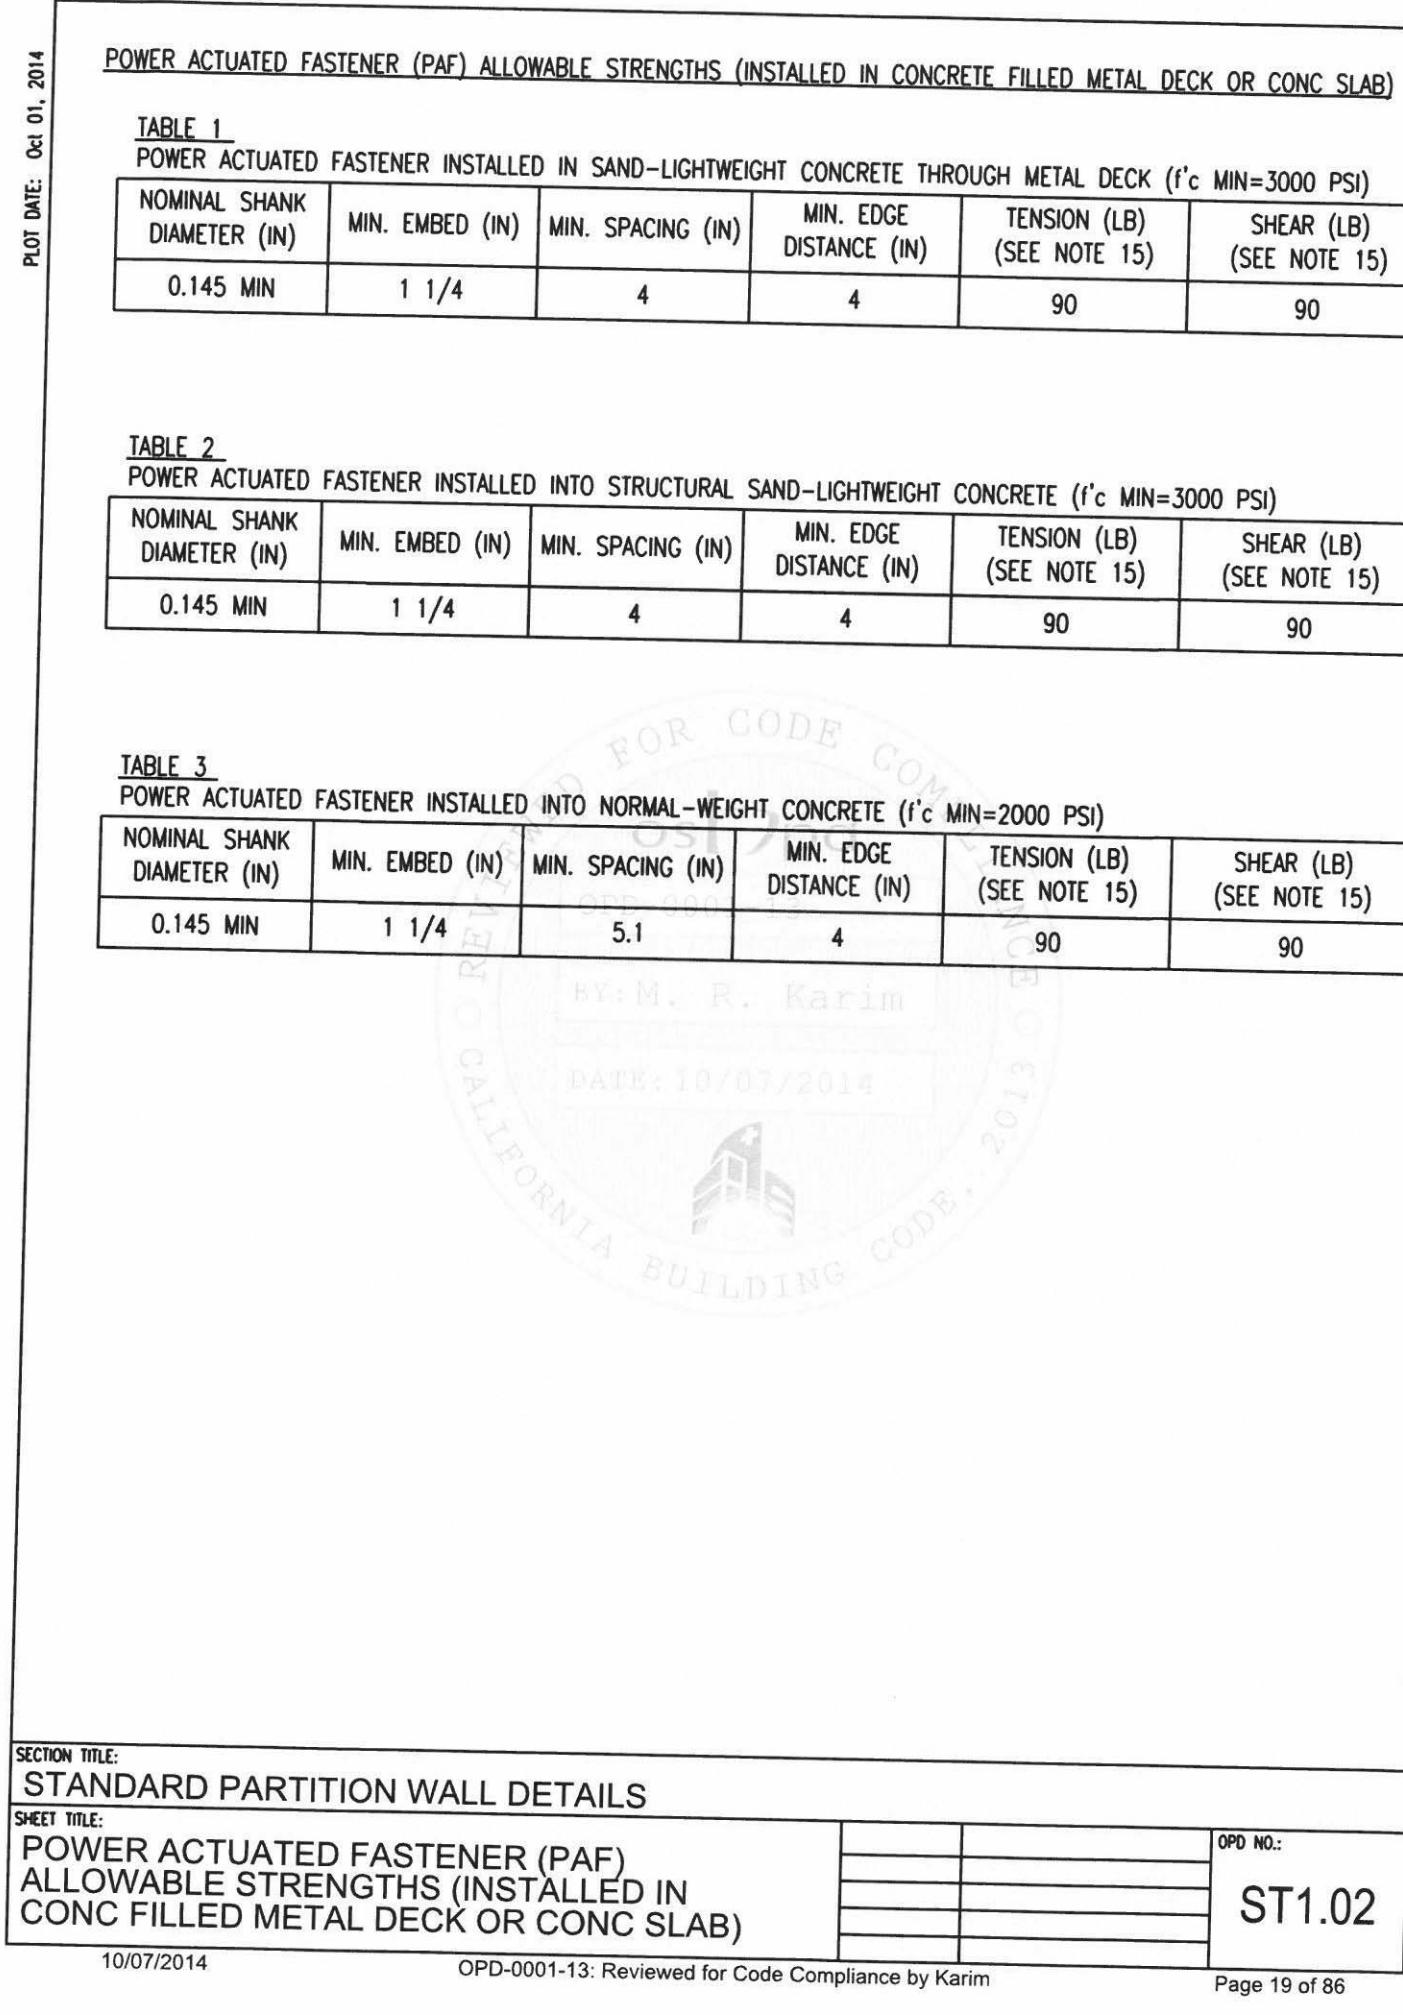 PLOT DATE: Oct 01, 2014
POWER ACTUATED FASTENER (PAF) ALLOWABLE STRENGTHS (INSTALLED IN CONCRETE FILLED METAL DECK OR CONC SLAB)
TABLE 1
POWER ACTUATED FASTENER INSTALLED IN SAND-LIGHTWEIGHT CONCRETE THROUGH METAL DECK (f'c MIN=3000 PSI)
NOMINAL SHANK DIAMETER (IN) MIN. EMBED (IN) MIN. SPACING (IN) MIN. EDGE DISTANCE (IN) TENSION (LB) (SEE NOTE 15) SHEAR (LB) (SEE NOTE 15)
0.145 MIN 1 1/4 4 4 90 90
TABLE 2
POWER ACTUATED FASTENER INSTALLED INTO STRUCTURAL SAND-LIGHTWEIGHT CONCRETE (f'c MIN=3000 PSI)
NOMINAL SHANK DIAMETER (IN) MIN. EMBED (IN) MIN. SPACING (IN) MIN. EDGE DISTANCE (IN) TENSION (LB) (SEE NOTE 15) SHEAR (LB) (SEE NOTE 15)
0.145 MIN 1 1/4 4 4 90 90
TABLE 3
POWER ACTUATED FASTENER INSTALLED INTO NORMAL-WEIGHT CONCRETE (f'c MIN=2000 PSI)
NOMINAL SHANK DIAMETER (IN) MIN. EMBED (IN) MIN. SPACING (IN) MIN. EDGE DISTANCE (IN) TENSION (LB) (SEE NOTE 15) SHEAR (LB) (SEE NOTE 15)
0.145 MIN 1 1/4 5.1 4 90 90
REVIEWED FOR CODE COMPLIANCE
OPD-0001-13
BY: M. R. Karim
DATE: 10/07/2014
CALIFORNIA BUILDING CODE, 2013
SECTION TITLE:
STANDARD PARTITION WALL DETAILS
SHEET TITLE:
POWER ACTUATED FASTENER (PAF)
ALLOWABLE STRENGTHS (INSTALLED IN
CONC FILLED METAL DECK OR CONC SLAB)
OPD NO.:
ST1.02
10/07/2014
OPD-0001-13: Reviewed for Code Compliance by Karim
Page 19 of 86